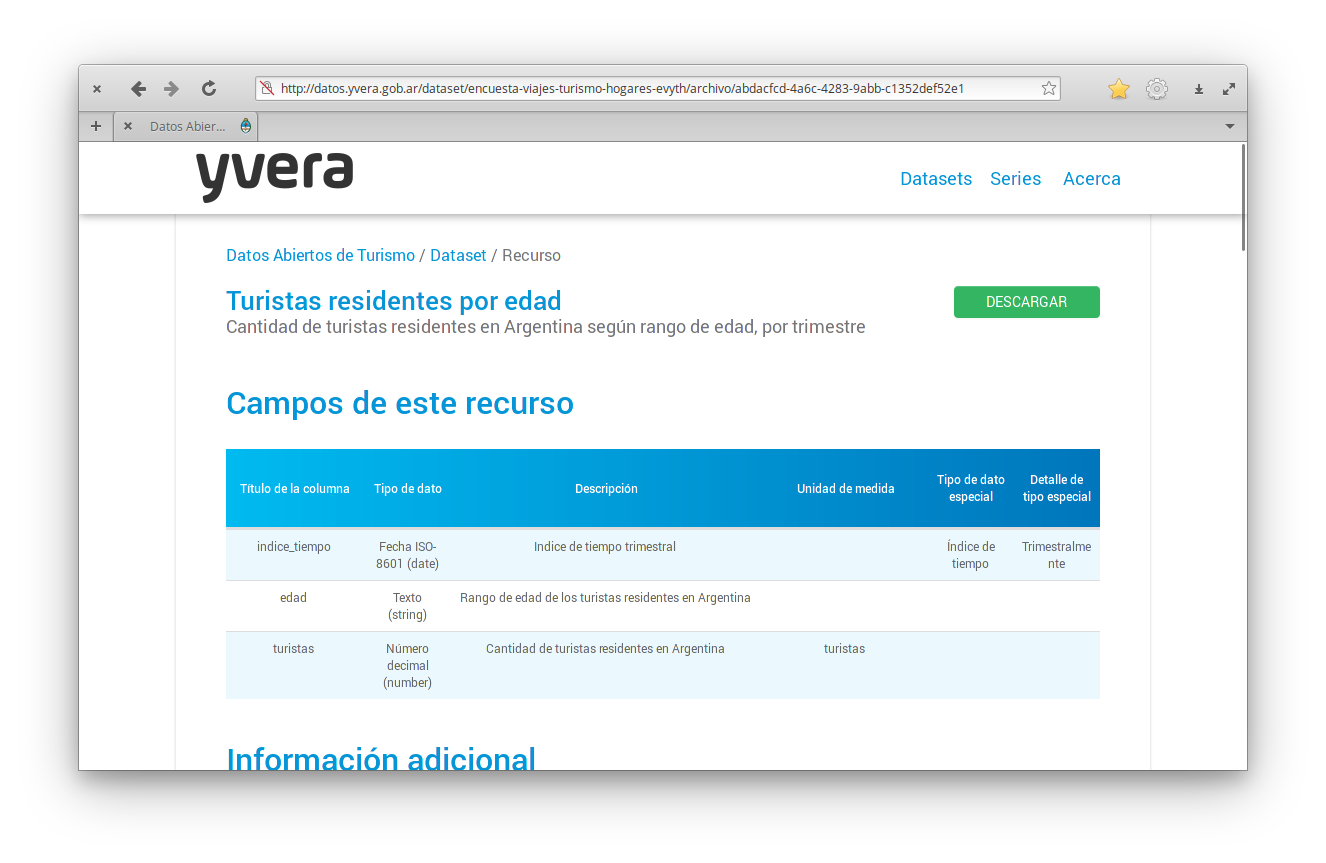 http://datos.yvera.gob.ar/dataset/encuesta-viajes-turismo-hogares-evyth/archivo/abdacfcd-4a6c-4283-9abb-c1352def52e1
Datos Abier...
yvera
Datasets Series Acerca
Datos Abiertos de Turismo / Dataset / Recurso
Turistas residentes por edad
DESCARGAR
Cantidad de turistas residentes en Argentina según rango de edad, por trimestre
Campos de este recurso
Título de la columna
Tipo de dato
Descripción
Unidad de medida
Tipo de dato
especial
Detalle de
tipo especial
indice_tiempo
Fecha ISO-
8601 (date)
Indice de tiempo trimestral
Índice de
tiempo
Trimestralme
nte
edad
Texto
(string)
Rango de edad de los turistas residentes en Argentina
turistas
Número
decimal
(number)
Cantidad de turistas residentes en Argentina
turistas
Información adicional